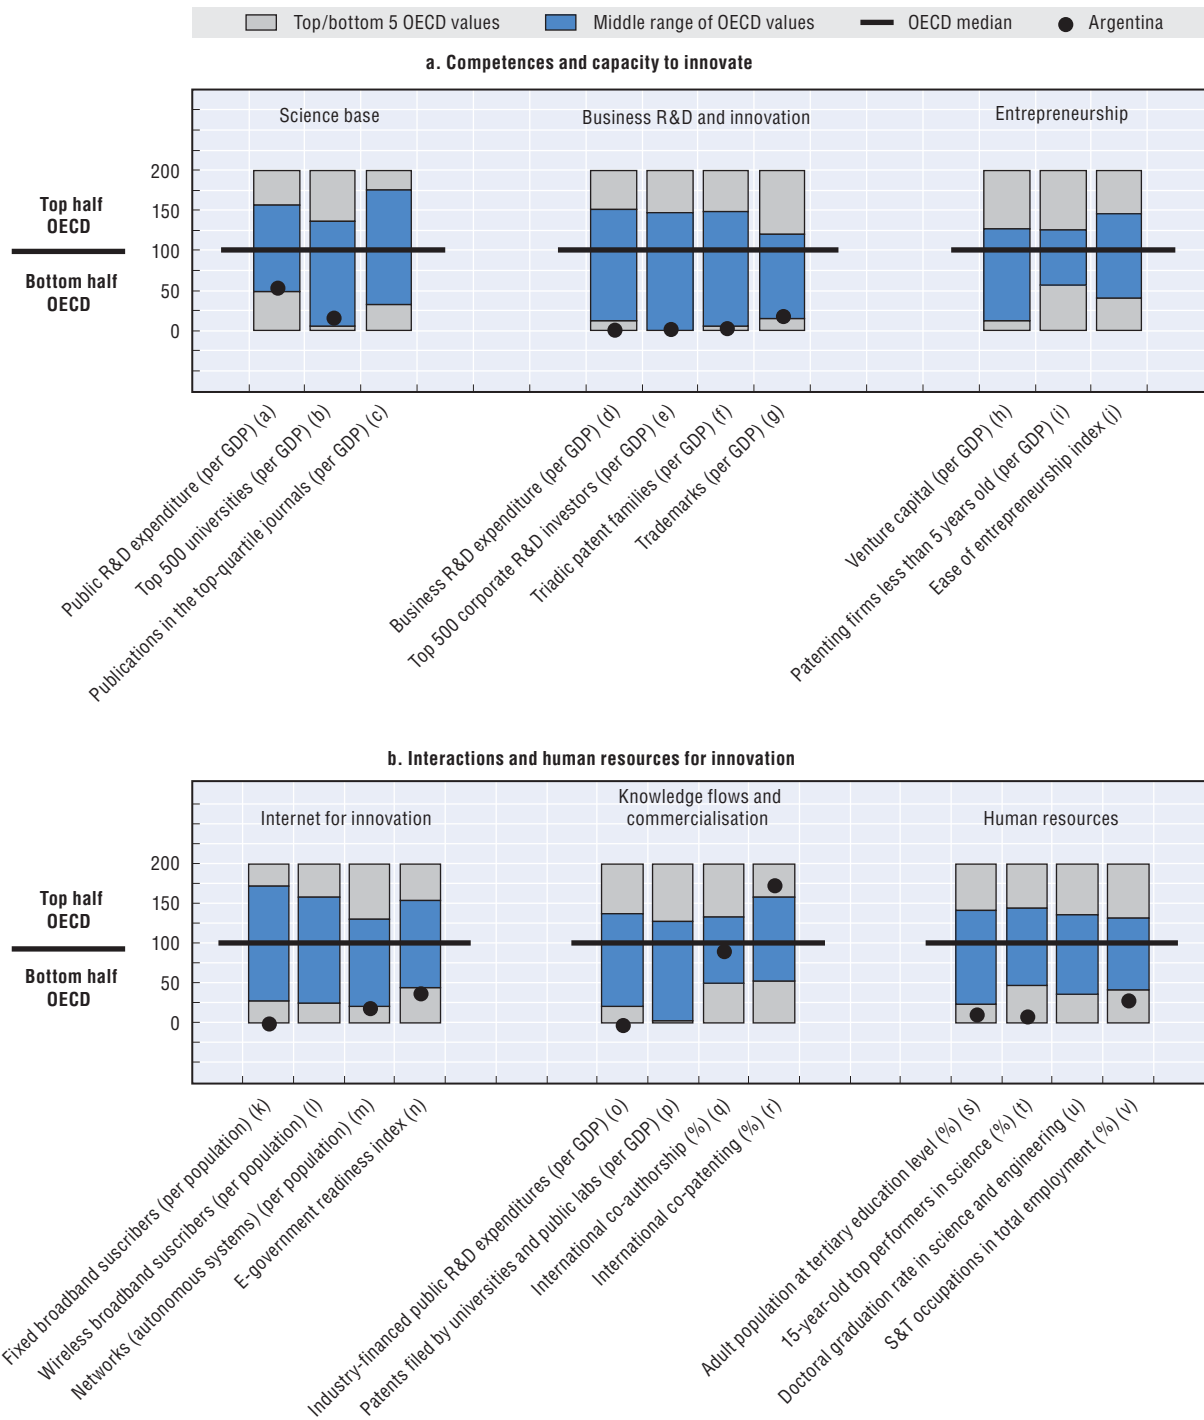 Top/bottom 5 OECD values Middle range of OECD values OECD median Argentina
a. Competences and capacity to innovate
Science base Business R&D and innovation Entrepreneurship
200
150
100
50
0
Top half
OECD
Bottom half
OECD
Public R&D expenditure (per GDP) (a)
Top 500 universities (per GDP) (b)
Publications in the top-quartile journals (per GDP) (c)
Business R&D expenditure (per GDP) (d)
Top 500 corporate R&D investors (per GDP) (e)
Triadic patent families (per GDP) (f)
Trademarks (per GDP) (g)
Venture capital (per GDP) (h)
Patenting firms less than 5 years old (per GDP) (i)
Ease of entrepreneurship index (j)
b. Interactions and human resources for innovation
Internet for innovation
Knowledge flows and
commercialisation
Human resources
200
150
100
50
0
Top half
OECD
Bottom half
OECD
Fixed broadband suscribers (per population) (k)
Wireless broadband suscribers (per population) (l)
Networks (autonomous systems) (per population) (m)
E-government readiness index (n)
Industry-financed public R&D expenditures (per GDP) (o)
Patents filed by universities and public labs (per GDP) (p)
International co-authorship (%) (q)
International co-patenting (%) (r)
Adult population at tertiary education level (%) (s)
15-year-old top performers in science (%) (t)
Doctoral graduation rate in science and engineering (u)
S&T occupations in total employment (%) (v)